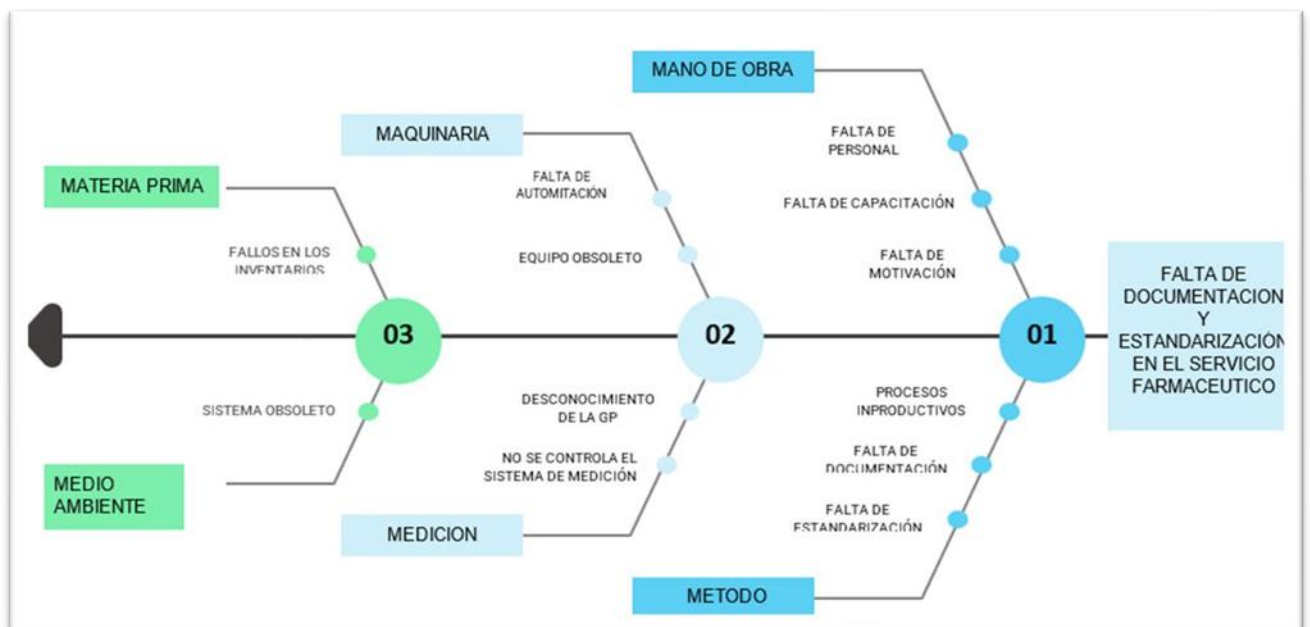 MANO DE OBRA
FALTA DE
PERSONAL
FALTA DE CAPACITACIÓN
FALTA DE
MOTIVACIÓN
MAQUINARIA
FALTA DE
AUTOMITACIÓN
EQUIPO OBSOLETO
MATERIA PRIMA
FALLOS EN LOS
INVENTARIOS
03
02
01
FALTA DE
DOCUMENTACION
Y
ESTANDARIZACIÓN
EN EL SERVICIO
FARMACEUTICO
SISTEMA OBSOLETO
MEDIO
AMBIENTE
DESCONOCIMIENTO
DE LA GP
NO SE CONTROLA EL
SISTEMA DE MEDICIÓN
MEDICION
PROCESOS
INPRODUCTIVOS
FALTA DE
DOCUMENTACIÓN
FALTA DE
ESTANDARIZACIÓN
METODO